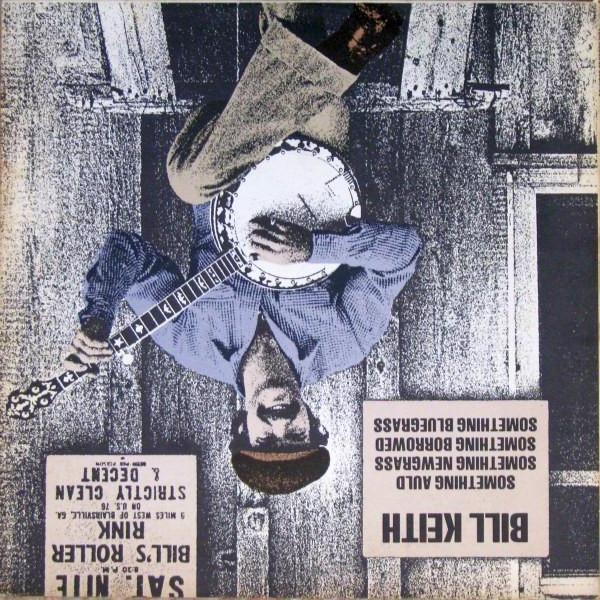 BILL KEITH
SOMETHING AULD
SOMETHING NEWGRASS
SOMETHING BORROWED
SOMETHING BLUEGRASS
SAT. NITE
8:30 P.M.
BILL'S ROLLER
RINK
9 MILES WEST OF BLAIRSVILLE, GA.
ON U.S. 76
STRICTLY CLEAN
& DECENT